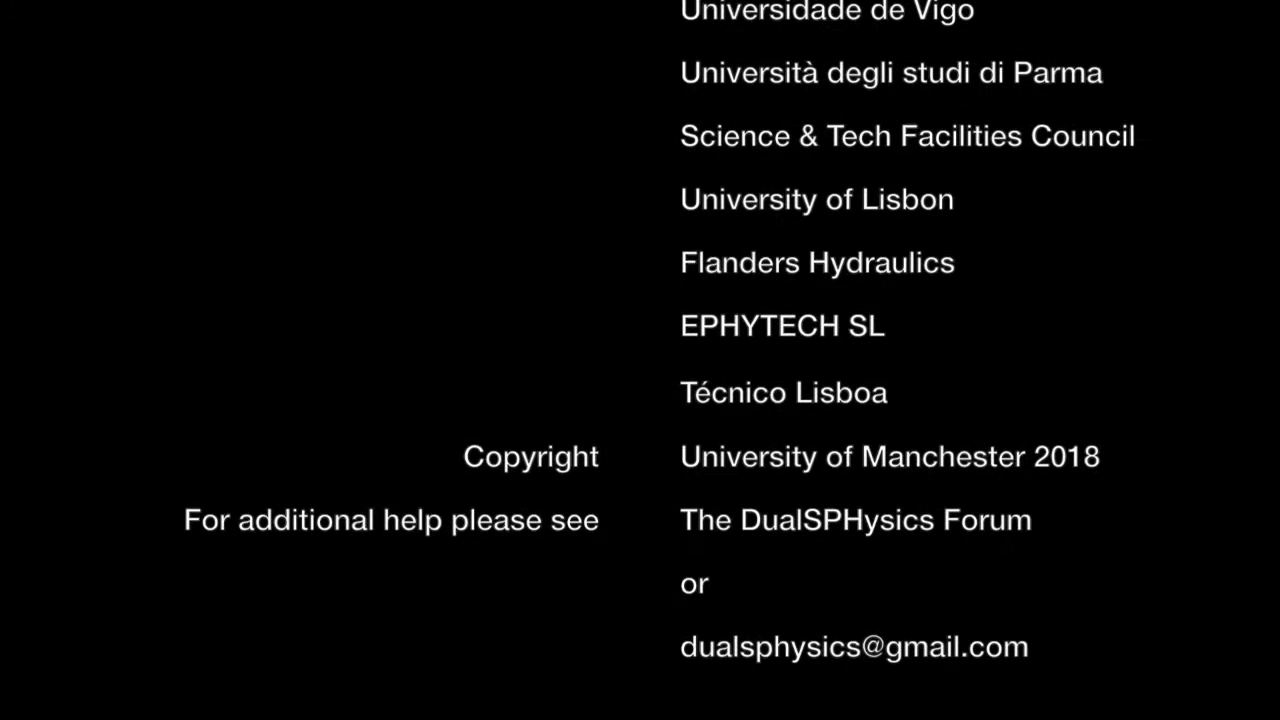 Universidade de Vigo
Università degli studi di Parma
Science & Tech Facilities Council
University of Lisbon
Flanders Hydraulics
EPHYTECH SL
Técnico Lisboa
Copyright University of Manchester 2018
For additional help please see The DualSPHysics Forum
or
dualsphysics@gmail.com